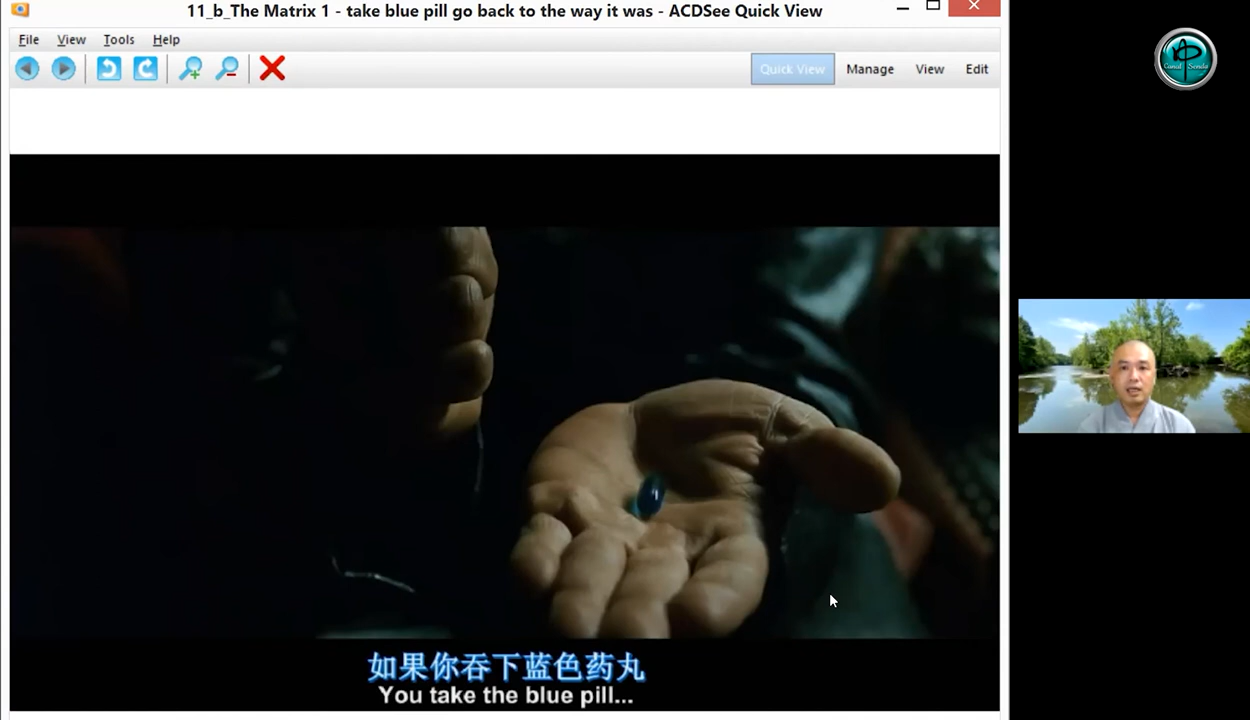 11_b_The Matrix 1 - take blue pill go back to the way it was - ACDSee Quick View
File View Tools Help
Quick View Manage View Edit
Canal Senda
如果你吞下蓝色药丸
You take the blue pill...